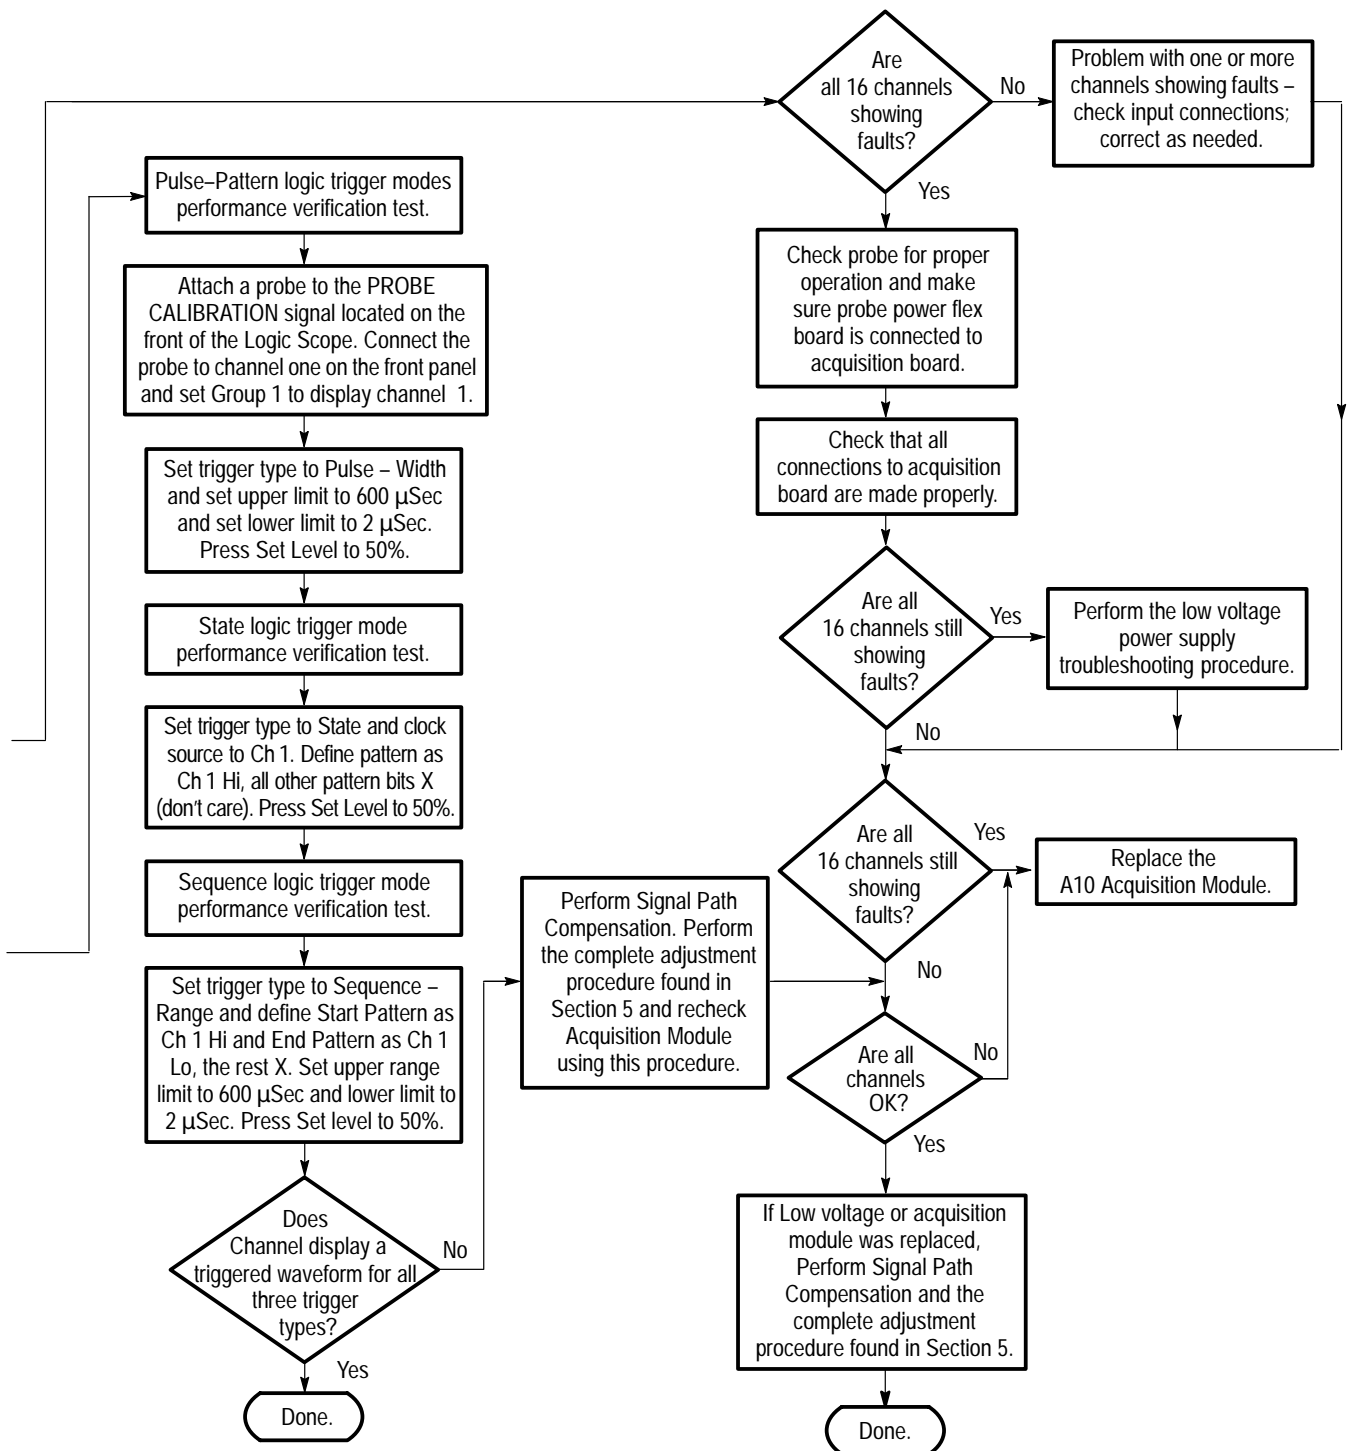 Pulse–Pattern logic trigger modes
performance verification test.
Attach a probe to the PROBE
CALIBRATION signal located on the
front of the Logic Scope. Connect the
probe to channel one on the front panel
and set Group 1 to display channel 1.
Set trigger type to Pulse – Width
and set upper limit to 600 µSec
and set lower limit to 2 µSec.
Press Set Level to 50%.
State logic trigger mode
performance verification test.
Set trigger type to State and clock
source to Ch 1. Define pattern as
Ch 1 Hi, all other pattern bits X
(don't care). Press Set Level to 50%.
Sequence logic trigger mode
performance verification test.
Set trigger type to Sequence –
Range and define Start Pattern as
Ch 1 Hi and End Pattern as Ch 1
Lo, the rest X. Set upper range
limit to 600 µSec and lower limit to
2 µSec. Press Set level to 50%.
Does
Channel display a
triggered waveform for all
three trigger
types?
No
Yes
Done.
Perform Signal Path
Compensation. Perform
the complete adjustment
procedure found in
Section 5 and recheck
Acquisition Module
using this procedure.
Are
all 16 channels
showing
faults?
No
Problem with one or more
channels showing faults –
check input connections;
correct as needed.
Yes
Check probe for proper
operation and make
sure probe power flex
board is connected to
acquisition board.
Check that all
connections to acquisition
board are made properly.
Are all
16 channels still
showing
faults?
Yes
Perform the low voltage
power supply
troubleshooting procedure.
No
Are all
16 channels still
showing
faults?
Yes
Replace the
A10 Acquisition Module.
No
Are all
channels
OK?
No
Yes
If Low voltage or acquisition
module was replaced,
Perform Signal Path
Compensation and the
complete adjustment
procedure found in Section 5.
Done.